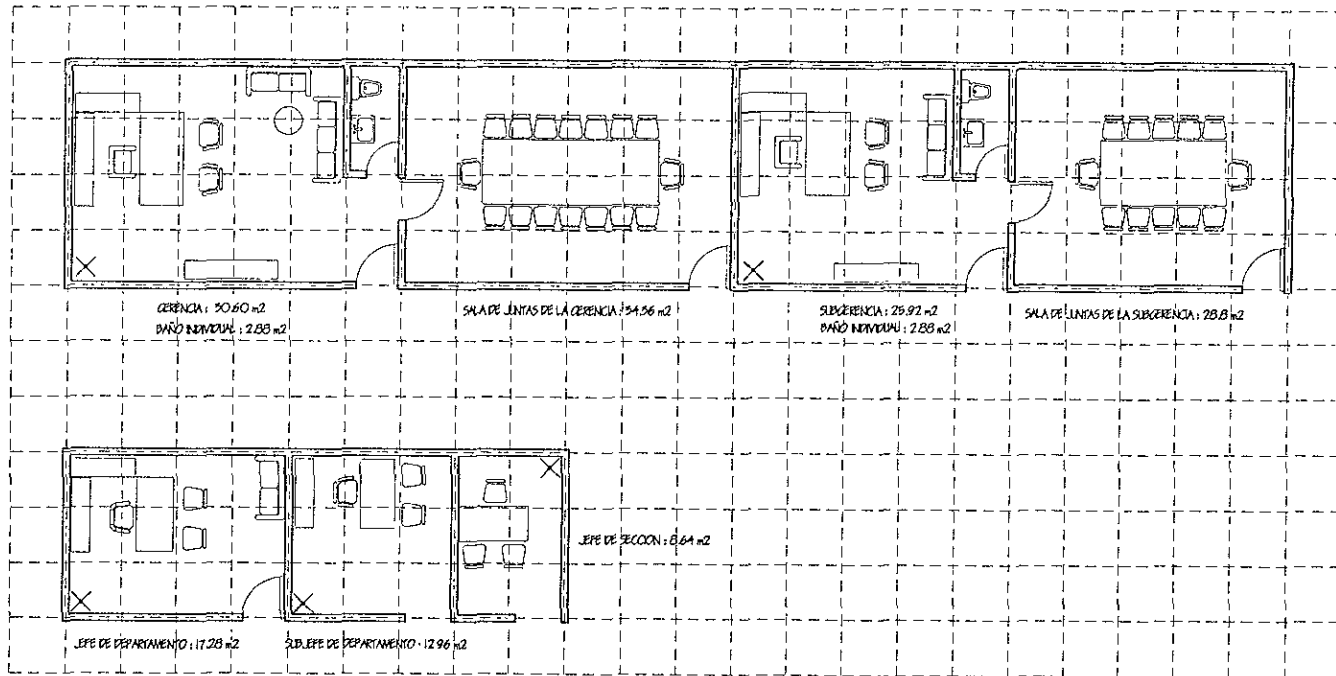 GERENCIA : 30.60 m2
BAÑO INDIVIDUAL : 2.88 m2
SALA DE JUNTAS DE LA GERENCIA : 34.56 m2
SUBGERENCIA : 25.92 m2
BAÑO INDIVIDUAL : 2.88 m2
SALA DE JUNTAS DE LA SUBGERENCIA : 28.8 m2
JEFE DE SECCION : 8.64 m2
JEFE DE DEPARTAMENTO : 17.28 m2
SUBJEFE DE DEPARTAMENTO : 12.96 m2